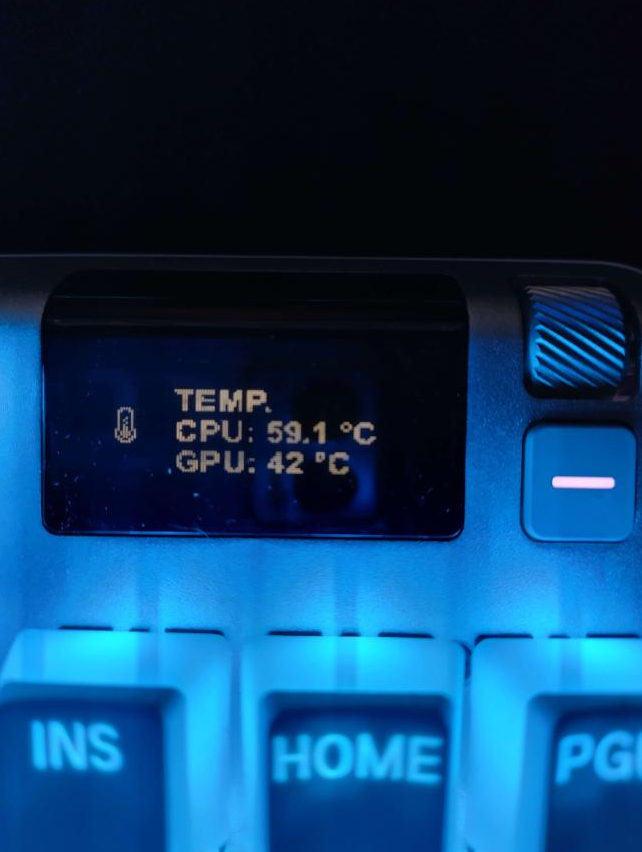 TEMP.
CPU: 59.1 °C
GPU: 42 °C
INS
HOME